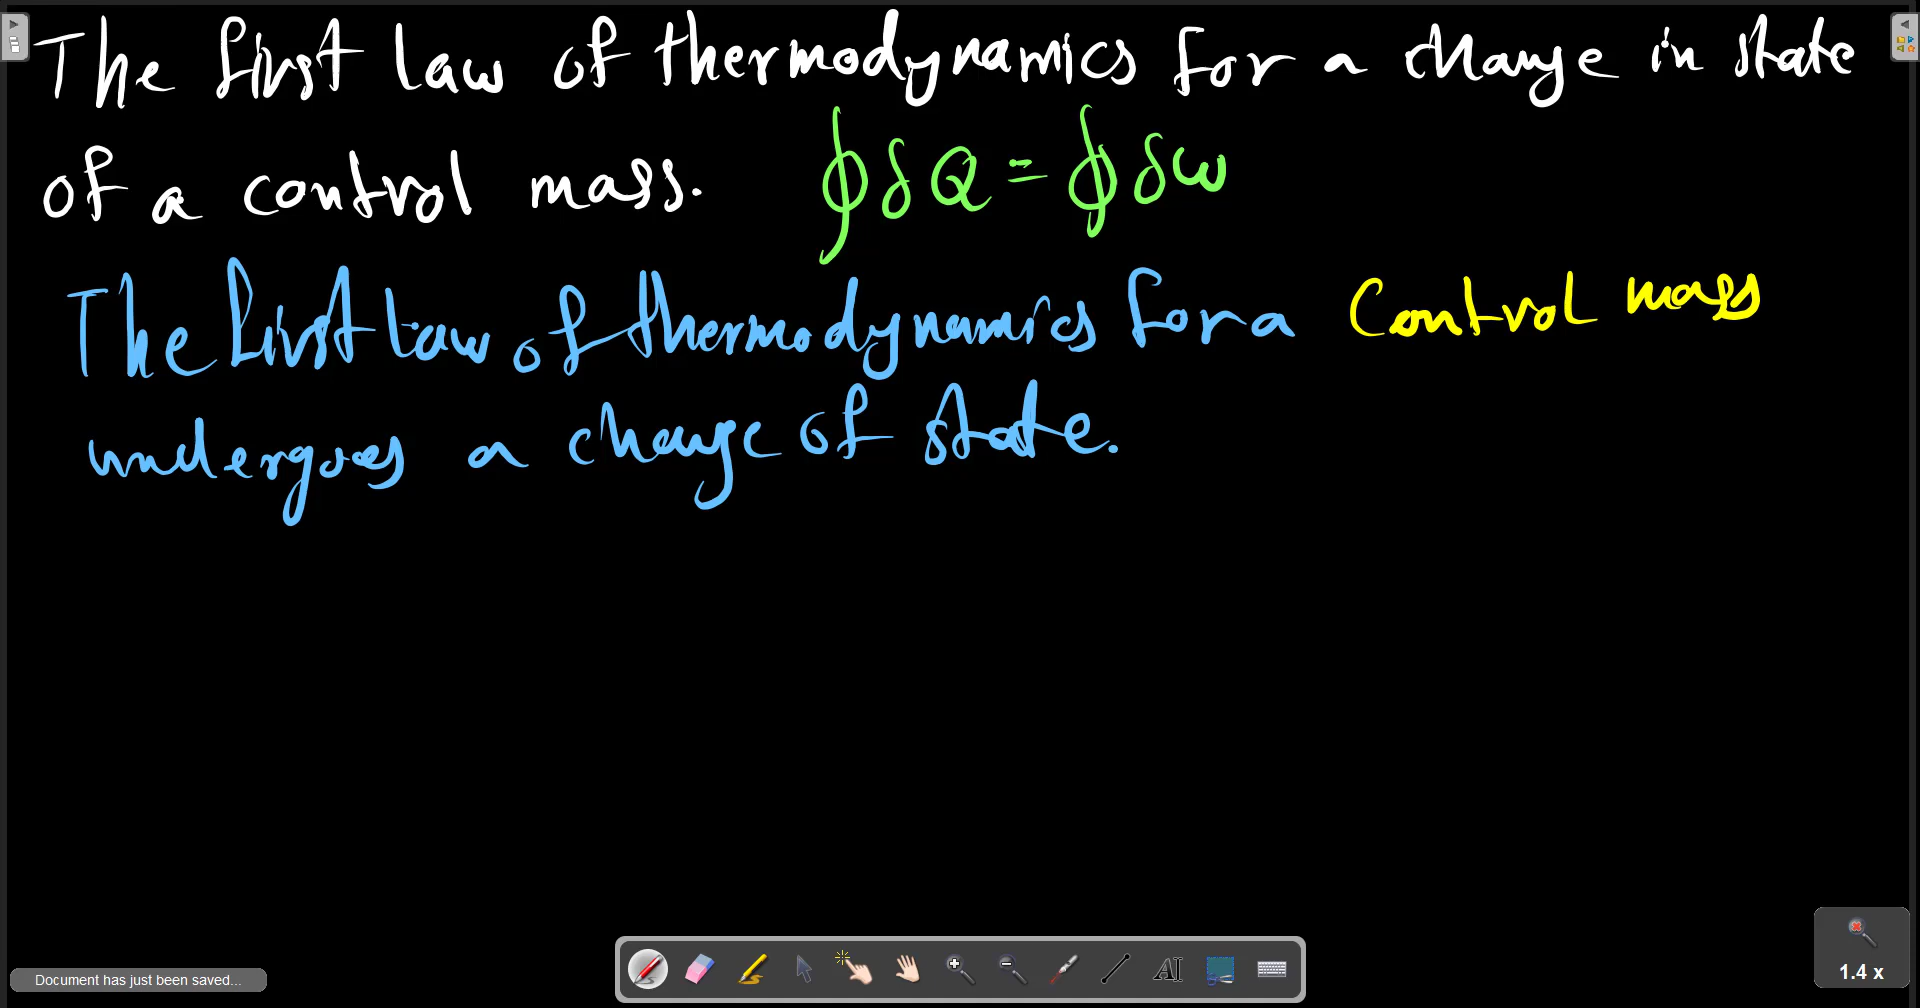 The first law of thermodynamics for a change in state
of a control mass. ∮δQ = ∮δW
The first law of thermodynamics for a Control mass
undergoes a change of state.
Document has just been saved...
1.4 x